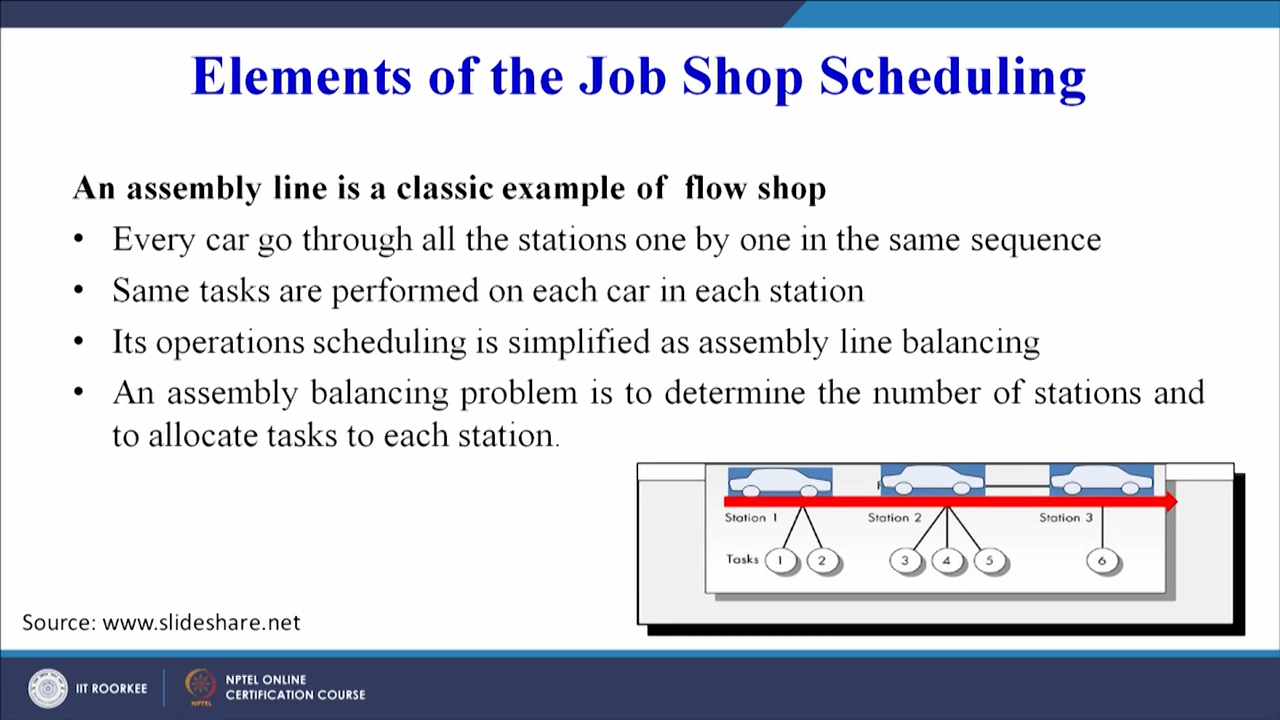 Elements of the Job Shop Scheduling
An assembly line is a classic example of flow shop
• Every car go through all the stations one by one in the same sequence
• Same tasks are performed on each car in each station
• Its operations scheduling is simplified as assembly line balancing
• An assembly balancing problem is to determine the number of stations and
to allocate tasks to each station.
Station 1 Station 2 Station 3
Tasks 1 2 3 4 5 6
Source: www.slideshare.net
IIT ROORKEE
NPTEL
NPTEL ONLINE
CERTIFICATION COURSE